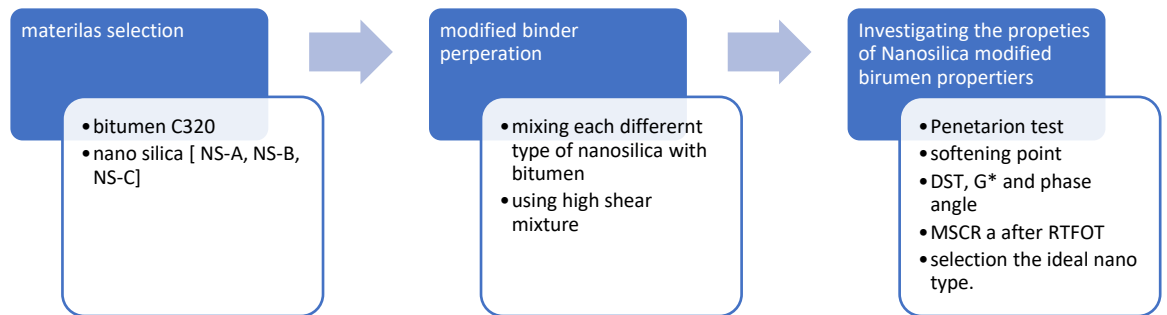 materilas selection
• bitumen C320
• nano silica [ NS-A, NS-B,
NS-C]
modified binder
perperation
• mixing each differernt
type of nanosilica with
bitumen
• using high shear
mixture
Investigating the propeties
of Nanosilica modified
birumen propertiers
• Penetarion test
• softening point
• DST, G* and phase
angle
• MSCR a after RTFOT
• selection the ideal nano
type.